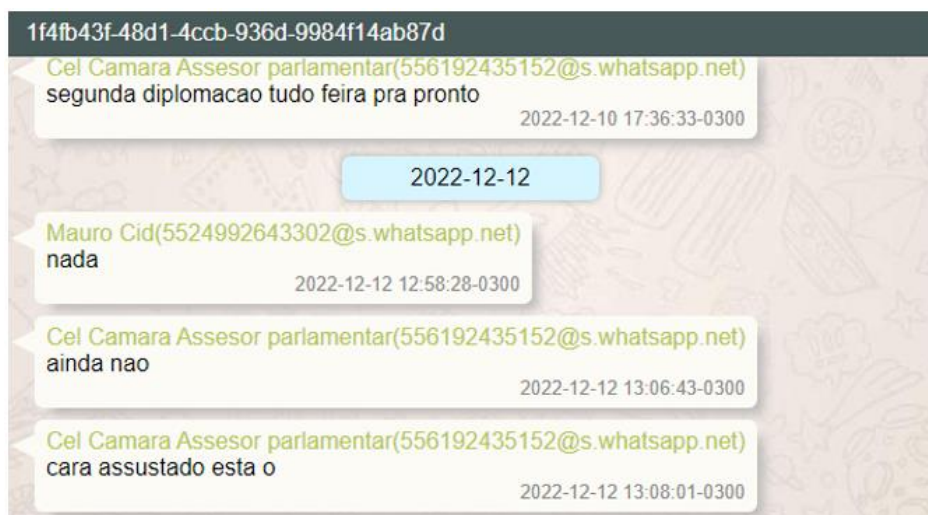 1f4fb43f-48d1-4ccb-936d-9984f14ab87d
Cel Camara Assesor parlamentar(556192435152@s.whatsapp.net)
segunda diplomacao tudo feira pra pronto
2022-12-10 17:36:33-0300
2022-12-12
Mauro Cid(5524992643302@s.whatsapp.net)
nada
2022-12-12 12:58:28-0300
Cel Camara Assesor parlamentar(556192435152@s.whatsapp.net)
ainda nao
2022-12-12 13:06:43-0300
Cel Camara Assesor parlamentar(556192435152@s.whatsapp.net)
cara assustado esta o
2022-12-12 13:08:01-0300